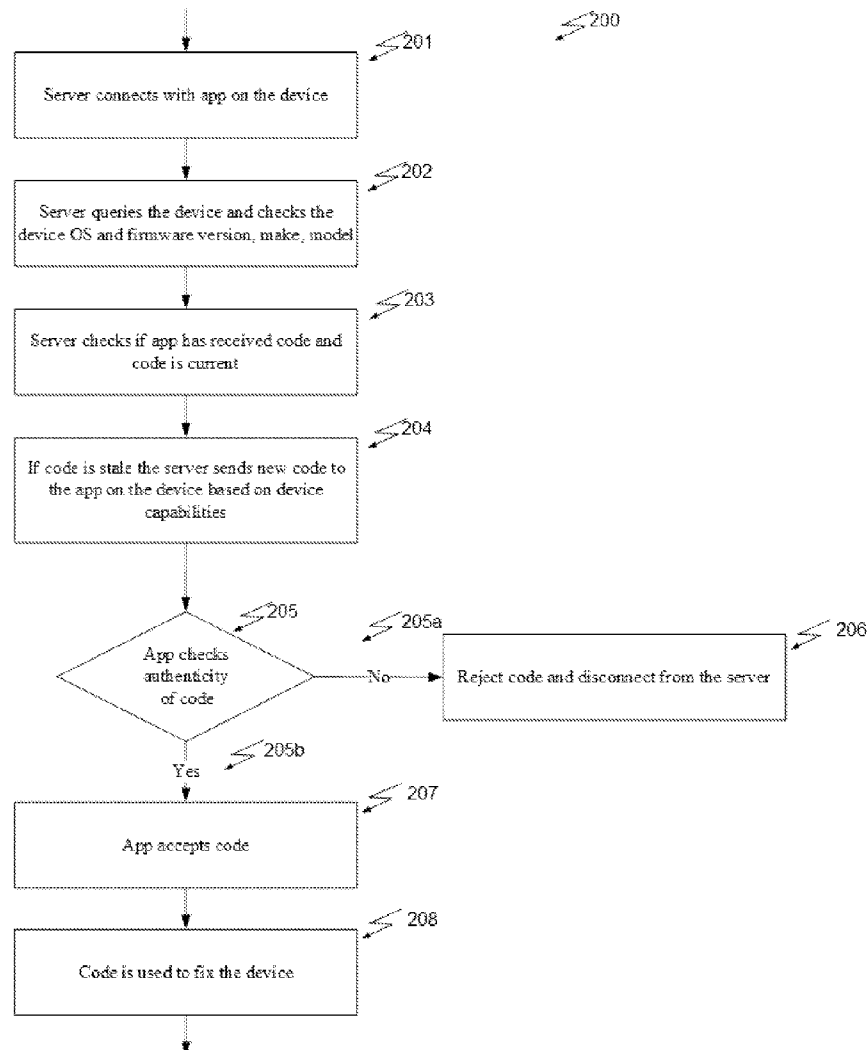 200
201
Server connects with app on the device
202
Server queries the device and checks the
device OS and firmware version, make, model
203
Server checks if app has received code and
code is current
204
If code is stale the server sends new code to
the app on the device based on device
capabilities
205
App checks
authenticity
of code
205a
No
206
Reject code and disconnect from the server
205b
Yes
207
App accepts code
208
Code is used to fix the device